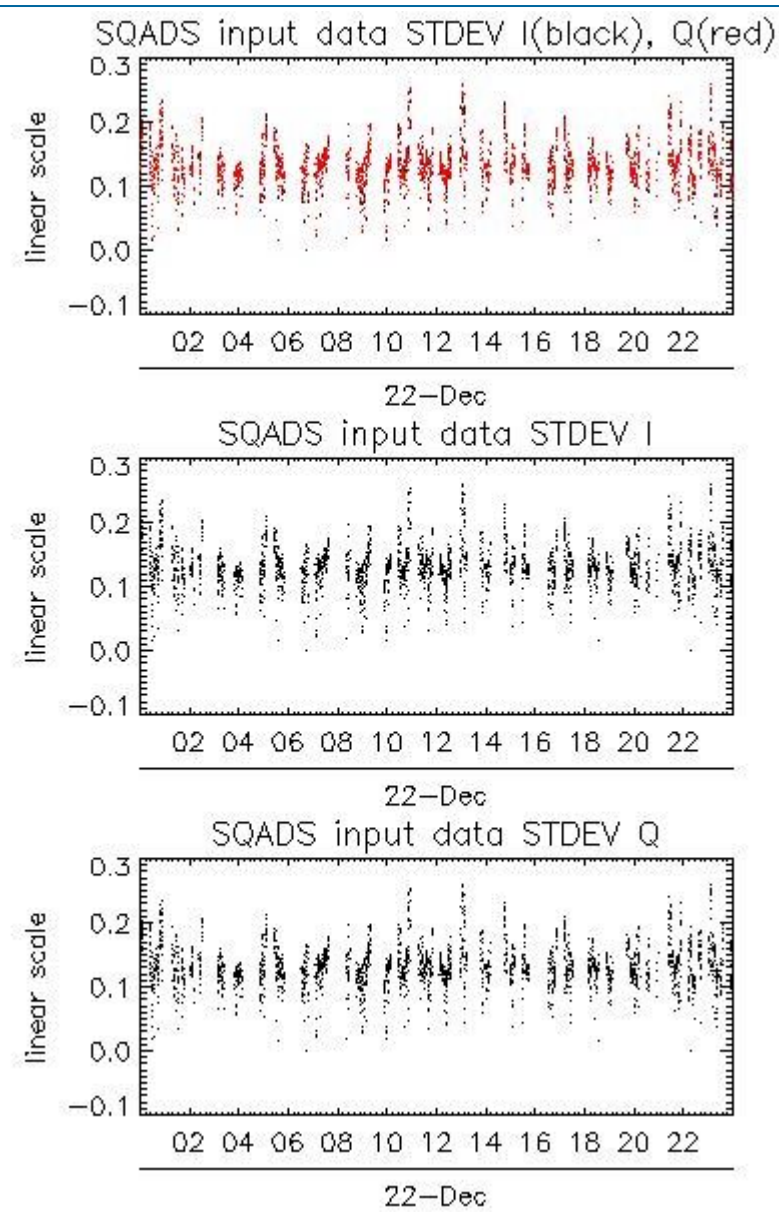 SQADS input data STDEV I(black), Q(red)
0.3
0.2
0.1
0.0
−0.1
linear scale
02 04 06 08 10 12 14 16 18 20 22
22−Dec
SQADS input data STDEV I
0.3
0.2
0.1
0.0
−0.1
linear scale
02 04 06 08 10 12 14 16 18 20 22
22−Dec
SQADS input data STDEV Q
0.3
0.2
0.1
0.0
−0.1
linear scale
02 04 06 08 10 12 14 16 18 20 22
22−Dec